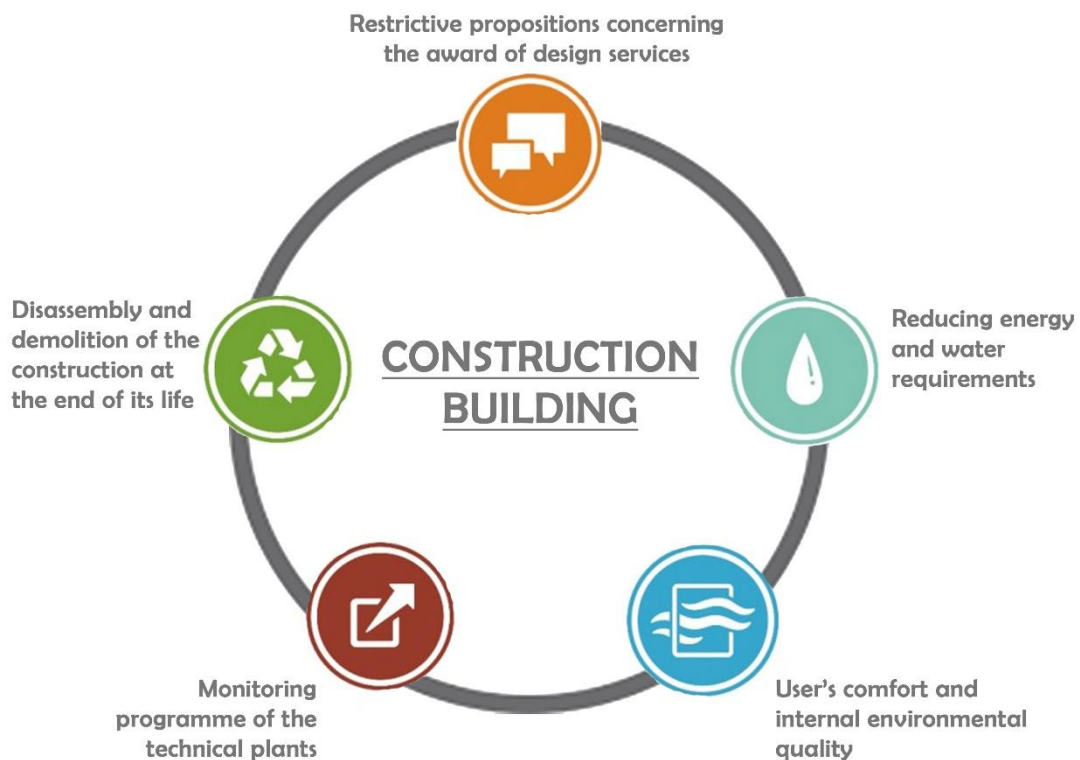 Restrictive propositions concerning
the award of design services
Disassembly and
demolition of the
construction at
the end of its life
CONSTRUCTION
BUILDING
Reducing energy
and water
requirements
Monitoring
programme of the
technical plants
User's comfort and
internal environmental
quality